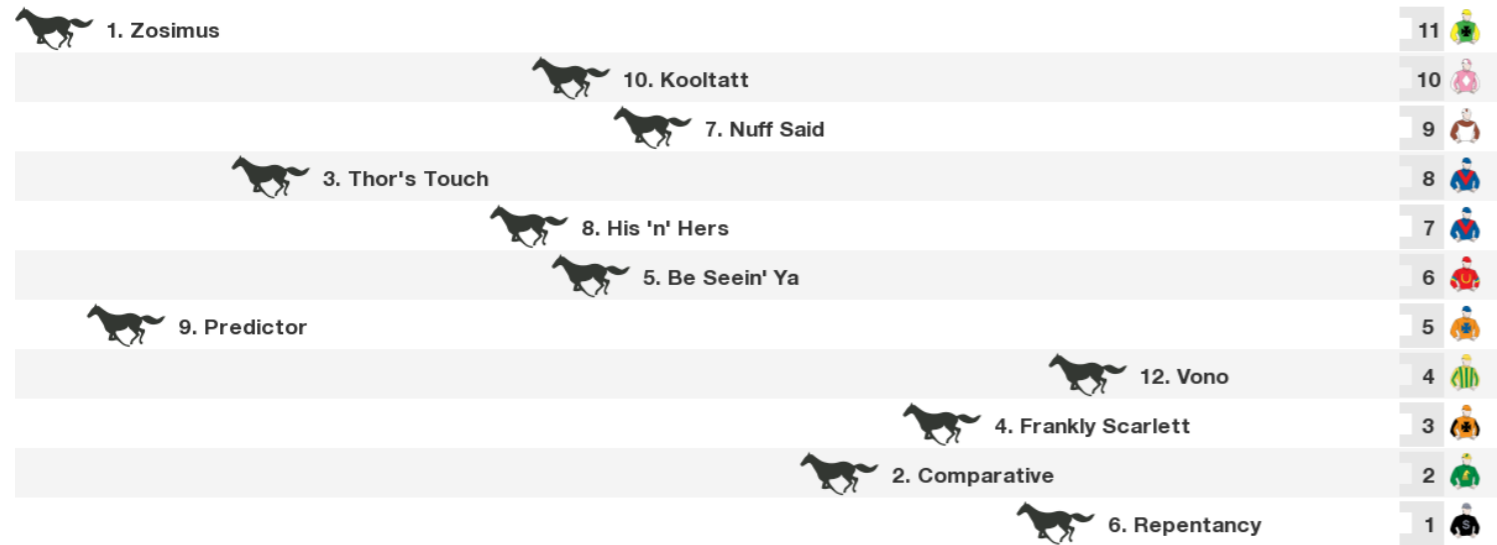 1. Zosimus 11
10. Kooltatt 10
7. Nuff Said 9
3. Thor's Touch 8
8. His 'n' Hers 7
5. Be Seein' Ya 6
9. Predictor 5
12. Vono 4
4. Frankly Scarlett 3
2. Comparative 2
6. Repentancy 1 S